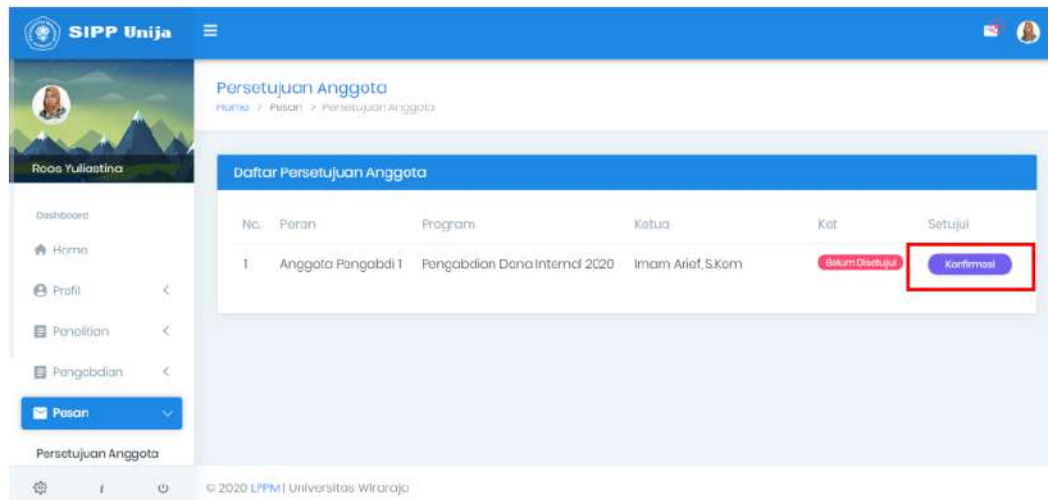 SIPP Unija
Persetujuan Anggota
Home > Pesan > Persetujuan Anggota
Roos Yuliastina
Daftar Persetujuan Anggota
Dashboard
Home
Profil
Penelitian
Pengabdian
Pesan
Persetujuan Anggota
No. Peran Program Ketua Ket Setujui
1 Anggota Pengabdi 1 Pengabdian Dana Internal 2020 Imam Arief, S.Kom Belum Disetujui Konfirmasi
© 2020 LPPM | Universitas Wiraraja